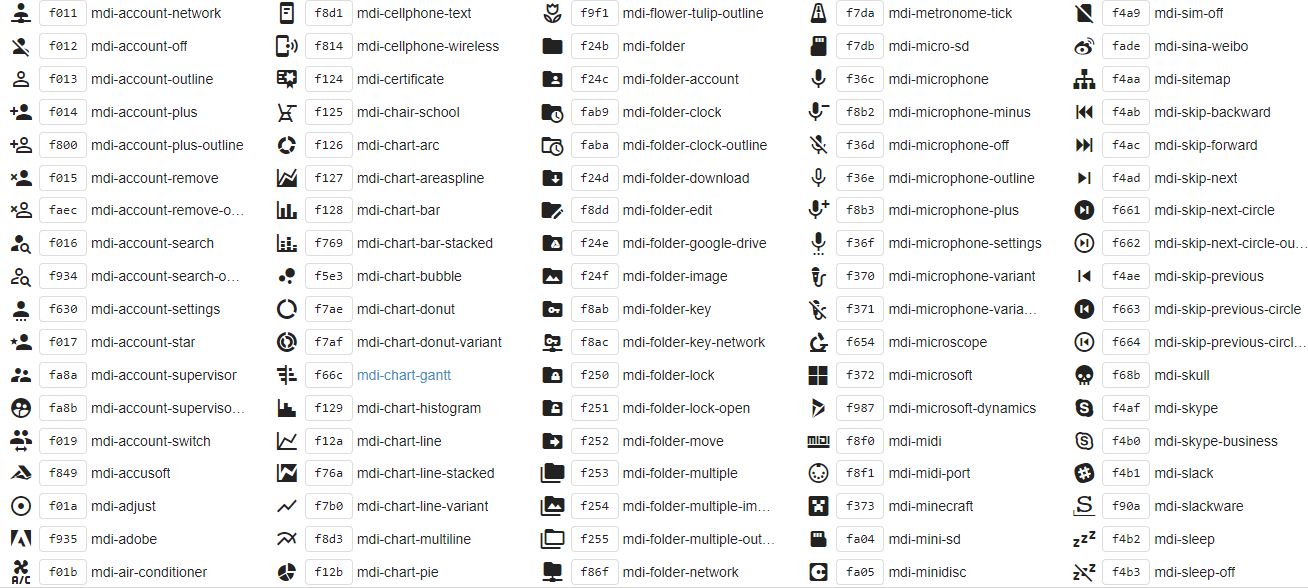 f011 mdi-account-network
f012 mdi-account-off
f013 mdi-account-outline
f014 mdi-account-plus
f800 mdi-account-plus-outline
f015 mdi-account-remove
faec mdi-account-remove-o…
f016 mdi-account-search
f934 mdi-account-search-o…
f630 mdi-account-settings
f017 mdi-account-star
fa8a mdi-account-supervisor
fa8b mdi-account-superviso…
f019 mdi-account-switch
f849 mdi-accusoft
f01a mdi-adjust
f935 mdi-adobe
A/C f01b mdi-air-conditioner
f8d1 mdi-cellphone-text
f814 mdi-cellphone-wireless
f124 mdi-certificate
f125 mdi-chair-school
f126 mdi-chart-arc
f127 mdi-chart-areaspline
f128 mdi-chart-bar
f769 mdi-chart-bar-stacked
f5e3 mdi-chart-bubble
f7ae mdi-chart-donut
f7af mdi-chart-donut-variant
f66c mdi-chart-gantt
f129 mdi-chart-histogram
f12a mdi-chart-line
f76a mdi-chart-line-stacked
f7b0 mdi-chart-line-variant
f8d3 mdi-chart-multiline
f12b mdi-chart-pie
f9f1 mdi-flower-tulip-outline
f24b mdi-folder
f24c mdi-folder-account
fab9 mdi-folder-clock
faba mdi-folder-clock-outline
f24d mdi-folder-download
f8dd mdi-folder-edit
f24e mdi-folder-google-drive
f24f mdi-folder-image
f8ab mdi-folder-key
f8ac mdi-folder-key-network
f250 mdi-folder-lock
f251 mdi-folder-lock-open
f252 mdi-folder-move
f253 mdi-folder-multiple
f254 mdi-folder-multiple-im…
f255 mdi-folder-multiple-out…
f86f mdi-folder-network
f7da mdi-metronome-tick
f7db mdi-micro-sd
f36c mdi-microphone
f8b2 mdi-microphone-minus
f36d mdi-microphone-off
f36e mdi-microphone-outline
f8b3 mdi-microphone-plus
f36f mdi-microphone-settings
f370 mdi-microphone-variant
f371 mdi-microphone-varia…
f654 mdi-microscope
f372 mdi-microsoft
f987 mdi-microsoft-dynamics
MIDI f8f0 mdi-midi
f8f1 mdi-midi-port
f373 mdi-minecraft
fa04 mdi-mini-sd
fa05 mdi-minidisc
f4a9 mdi-sim-off
fade mdi-sina-weibo
f4aa mdi-sitemap
f4ab mdi-skip-backward
f4ac mdi-skip-forward
f4ad mdi-skip-next
f661 mdi-skip-next-circle
f662 mdi-skip-next-circle-ou…
f4ae mdi-skip-previous
f663 mdi-skip-previous-circle
f664 mdi-skip-previous-circl…
f68b mdi-skull
S f4af mdi-skype
S f4b0 mdi-skype-business
f4b1 mdi-slack
S f90a mdi-slackware
zzZ f4b2 mdi-sleep
zzZ f4b3 mdi-sleep-off